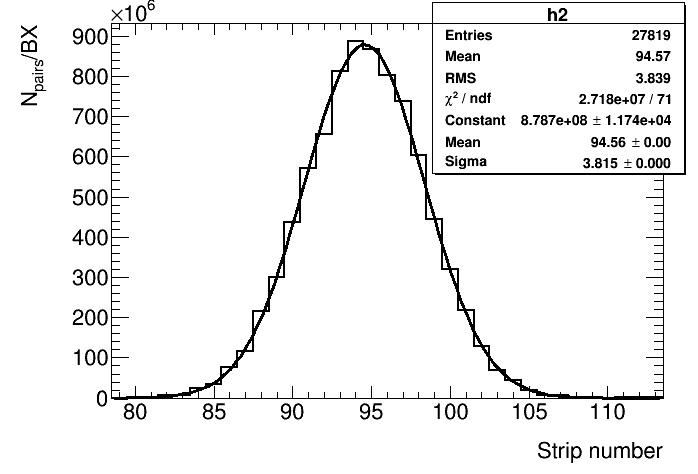 ×10⁶
h2
Entries 27819
Mean 94.57
RMS 3.839
χ² / ndf 2.718e+07 / 71
Constant 8.787e+08 ± 1.174e+04
Mean 94.56 ± 0.00
Sigma 3.815 ± 0.000
N_pairs/BX
900
800
700
600
500
400
300
200
100
0
80 85 90 95 100 105 110
Strip number